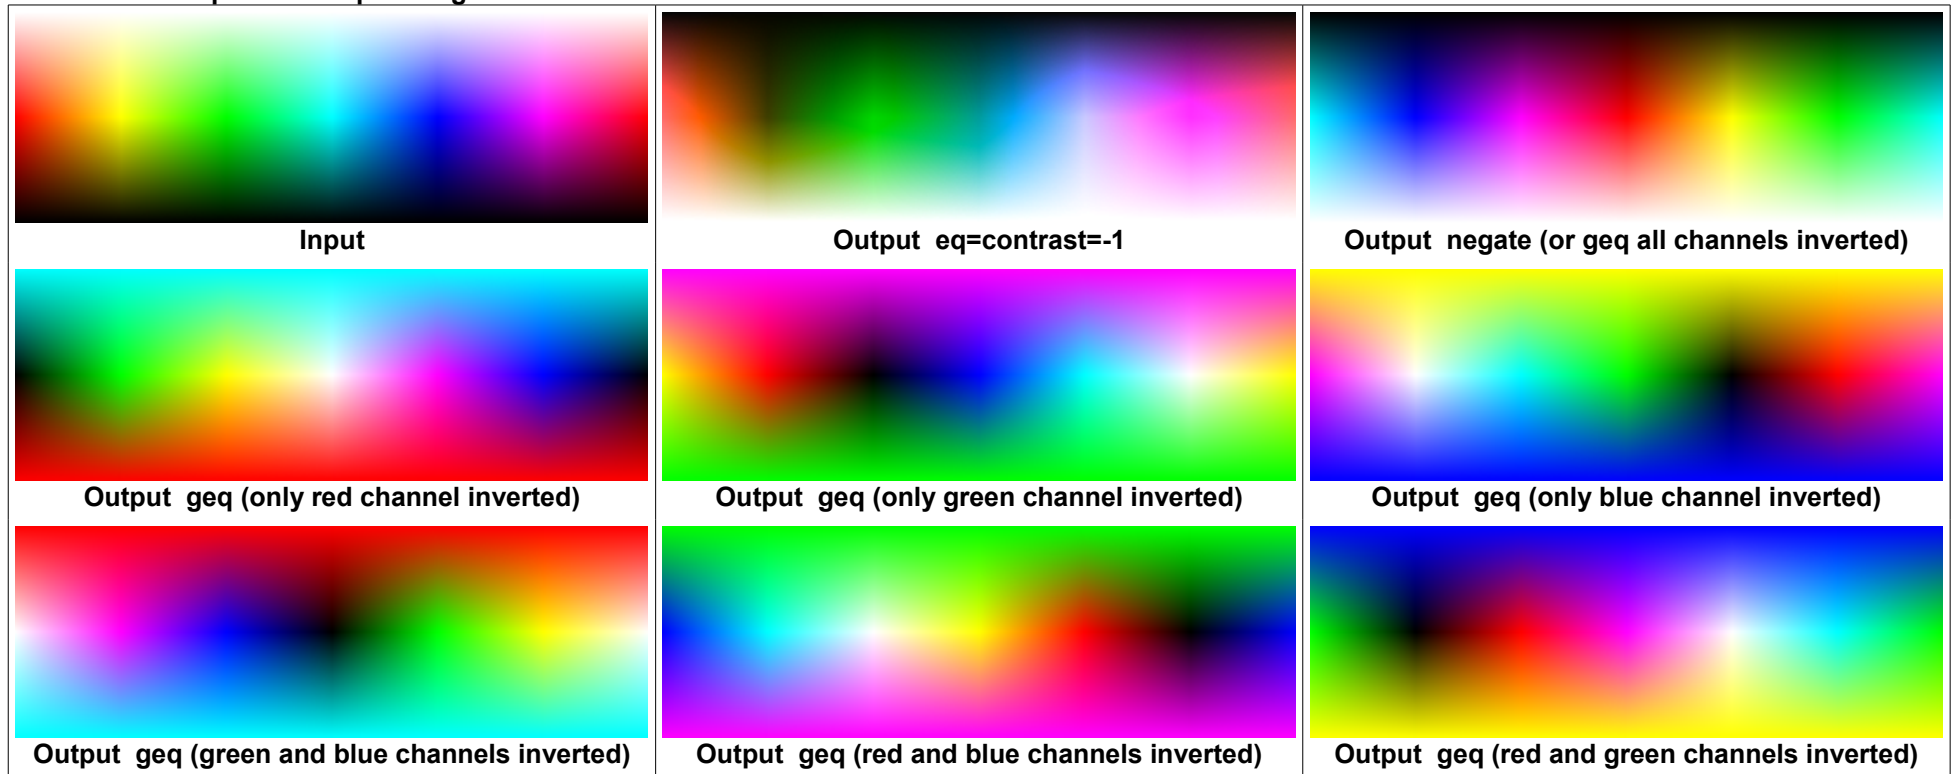 Input
Output eq=contrast=-1
Output negate (or geq all channels inverted)
Output geq (only red channel inverted)
Output geq (only green channel inverted)
Output geq (only blue channel inverted)
Output geq (green and blue channels inverted)
Output geq (red and blue channels inverted)
Output geq (red and green channels inverted)